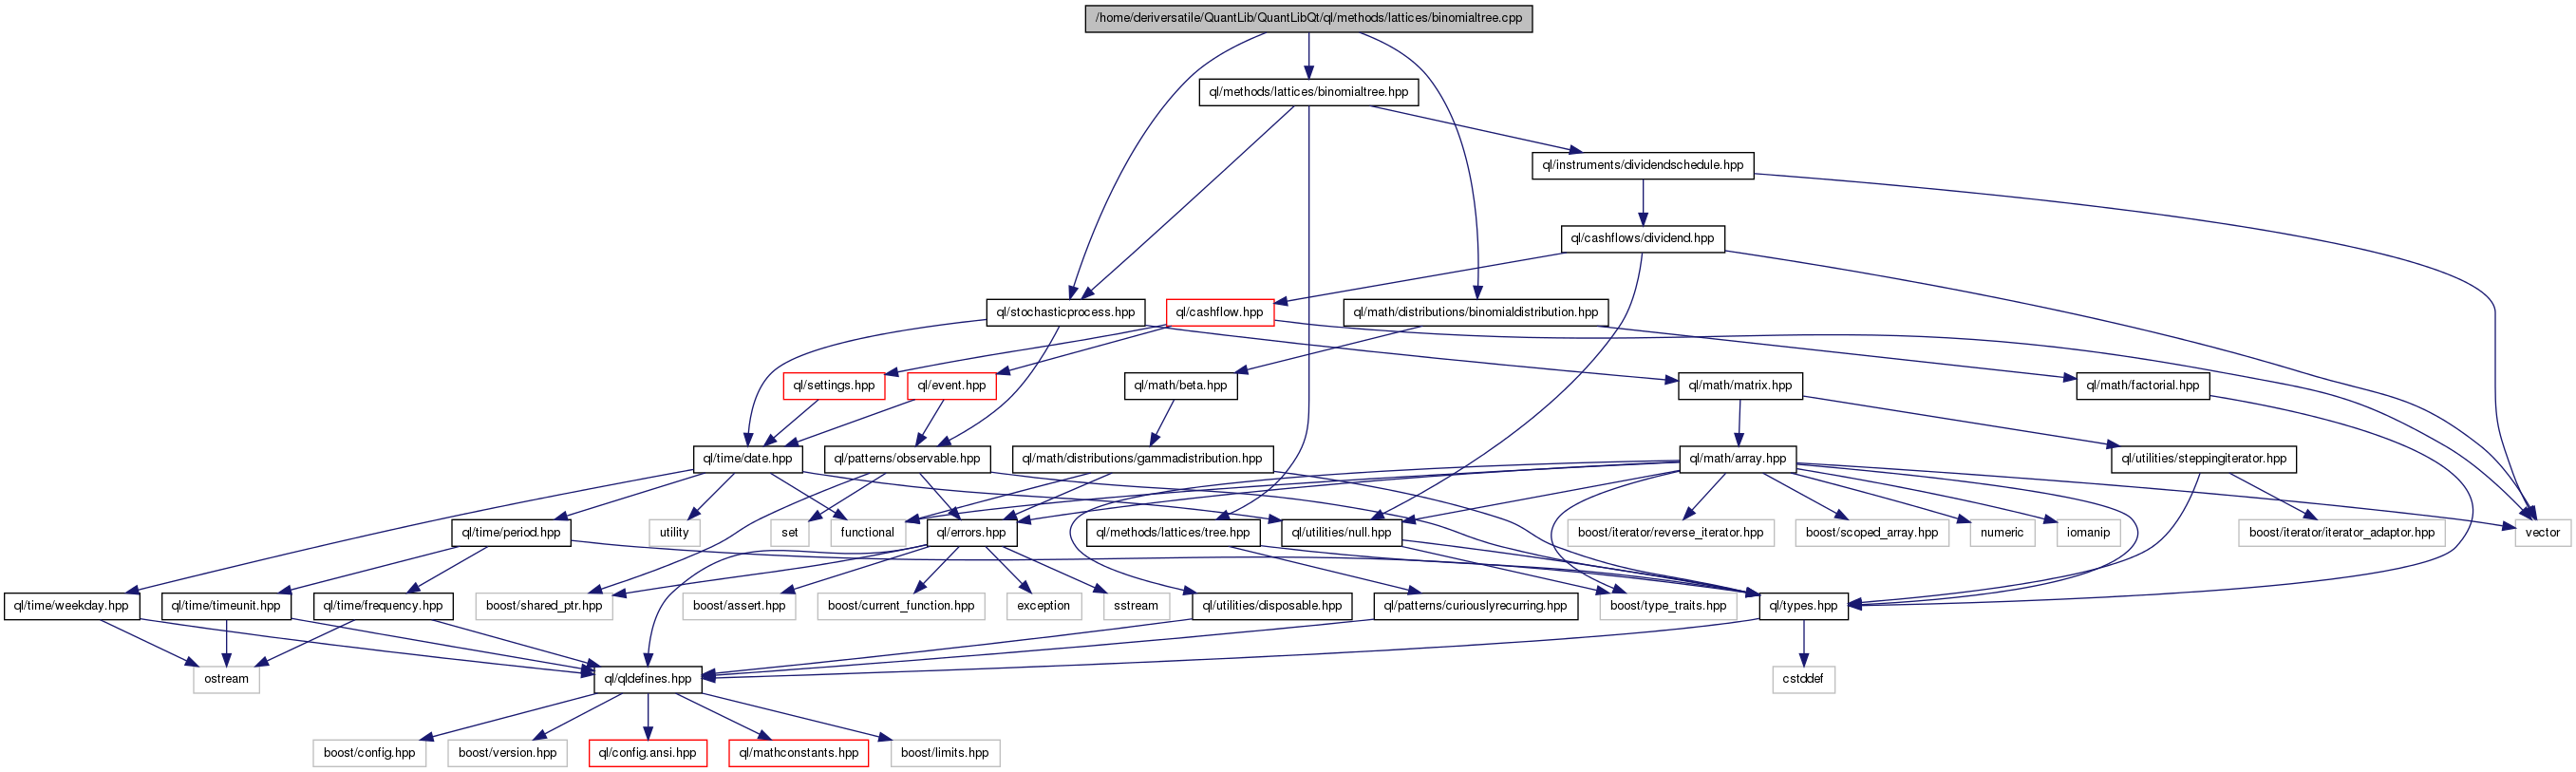 /home/deriversatile/QuantLib/QuantLibQt/ql/methods/lattices/binomialtree.cpp
ql/methods/lattices/binomialtree.hpp
ql/instruments/dividendschedule.hpp
ql/cashflows/dividend.hpp
ql/stochasticprocess.hpp
ql/cashflow.hpp
ql/math/distributions/binomialdistribution.hpp
ql/settings.hpp
ql/event.hpp
ql/math/beta.hpp
ql/math/matrix.hpp
ql/math/factorial.hpp
ql/time/date.hpp
ql/patterns/observable.hpp
ql/math/distributions/gammadistribution.hpp
ql/math/array.hpp
ql/utilities/steppingiterator.hpp
ql/time/period.hpp
utility
set
functional
ql/errors.hpp
ql/methods/lattices/tree.hpp
ql/utilities/null.hpp
boost/iterator/reverse_iterator.hpp
boost/scoped_array.hpp
numeric
iomanip
boost/iterator/iterator_adaptor.hpp
vector
ql/time/weekday.hpp
ql/time/timeunit.hpp
ql/time/frequency.hpp
boost/shared_ptr.hpp
boost/assert.hpp
boost/current_function.hpp
exception
sstream
ql/utilities/disposable.hpp
ql/patterns/curiouslyrecurring.hpp
boost/type_traits.hpp
ql/types.hpp
ostream
ql/qldefines.hpp
cstddef
boost/config.hpp
boost/version.hpp
ql/config.ansi.hpp
ql/mathconstants.hpp
boost/limits.hpp